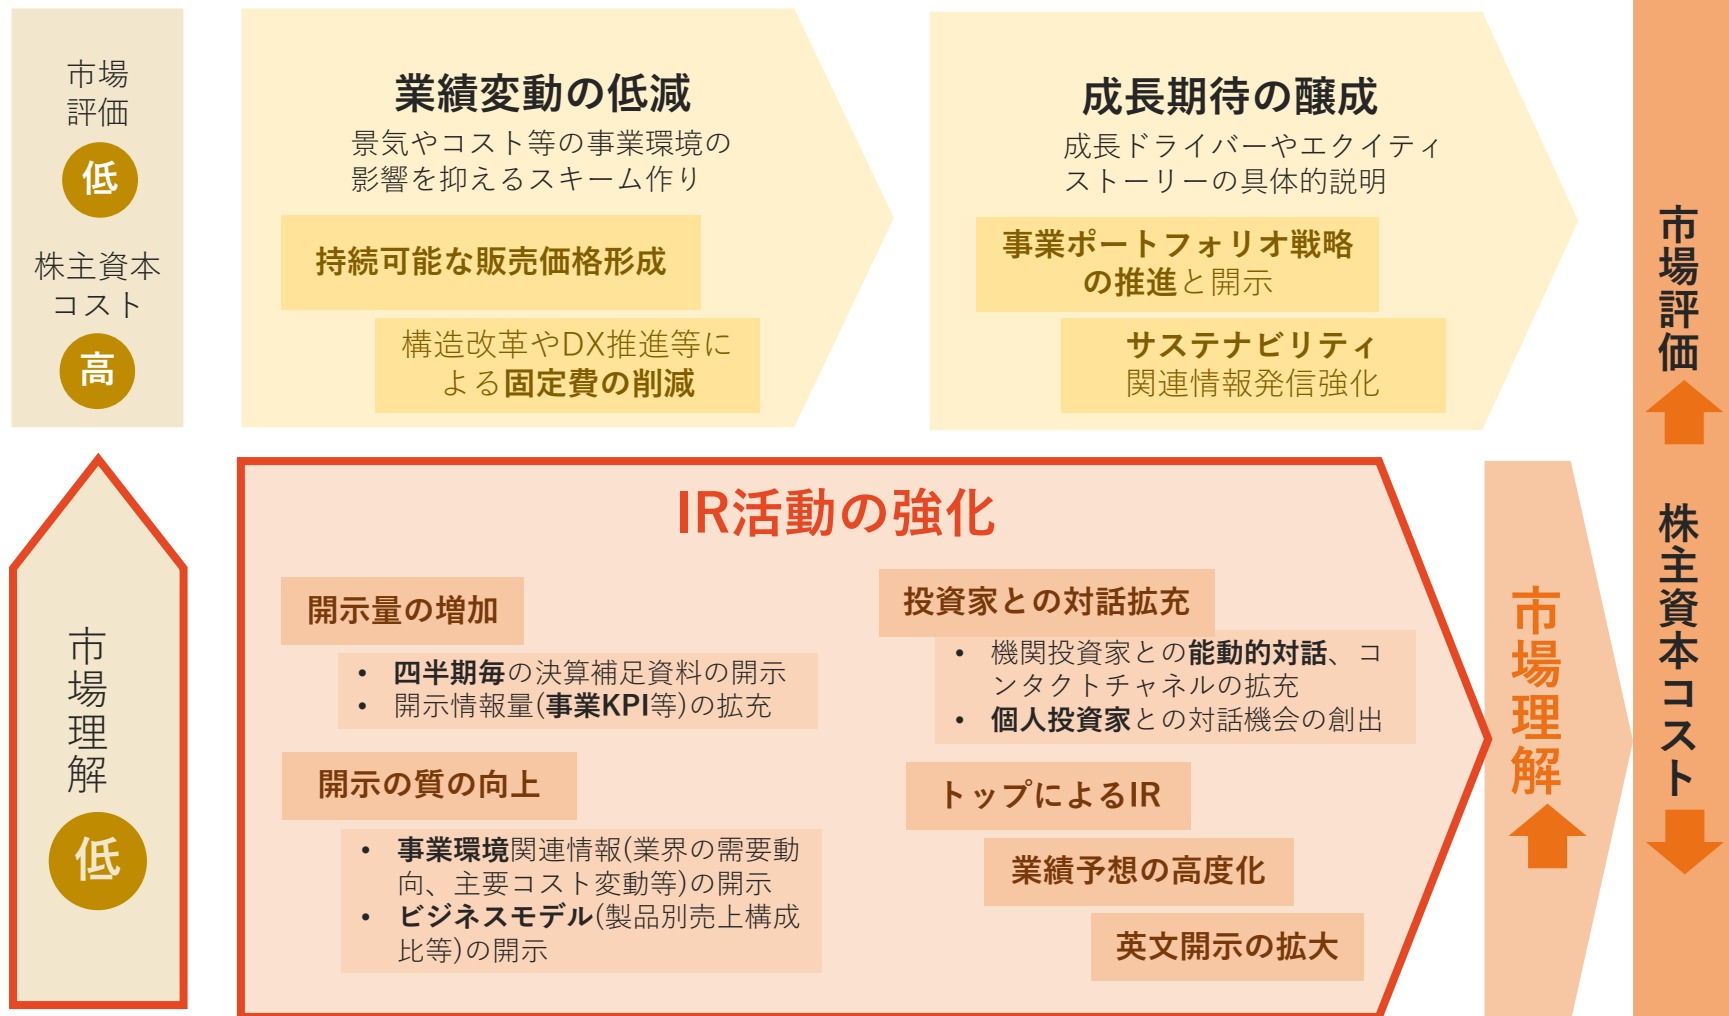 市場
評価
低
株主資本
コスト
高
業績変動の低減
景気やコスト等の事業環境の
影響を抑えるスキーム作り
持続可能な販売価格形成
構造改革やDX推進等に
よる固定費の削減
成長期待の醸成
成長ドライバーやエクイティ
ストーリーの具体的説明
事業ポートフォリオ戦略
の推進と開示
サステナビリティ
関連情報発信強化
市場理解
低
IR活動の強化
開示量の増加
• 四半期毎の決算補足資料の開示
• 開示情報量(事業KPI等)の拡充
開示の質の向上
• 事業環境関連情報(業界の需要動
向、主要コスト変動等)の開示
• ビジネスモデル(製品別売上構成
比等)の開示
投資家との対話拡充
• 機関投資家との能動的対話、コ
ンタクトチャネルの拡充
• 個人投資家との対話機会の創出
トップによるIR
業績予想の高度化
英文開示の拡大
市場理解
市場評価
株主資本コスト